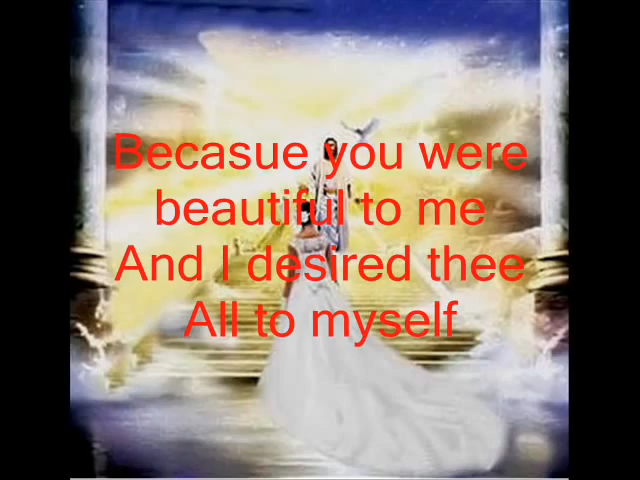 Becasue you were
beautiful to me
And I desired thee
All to myself